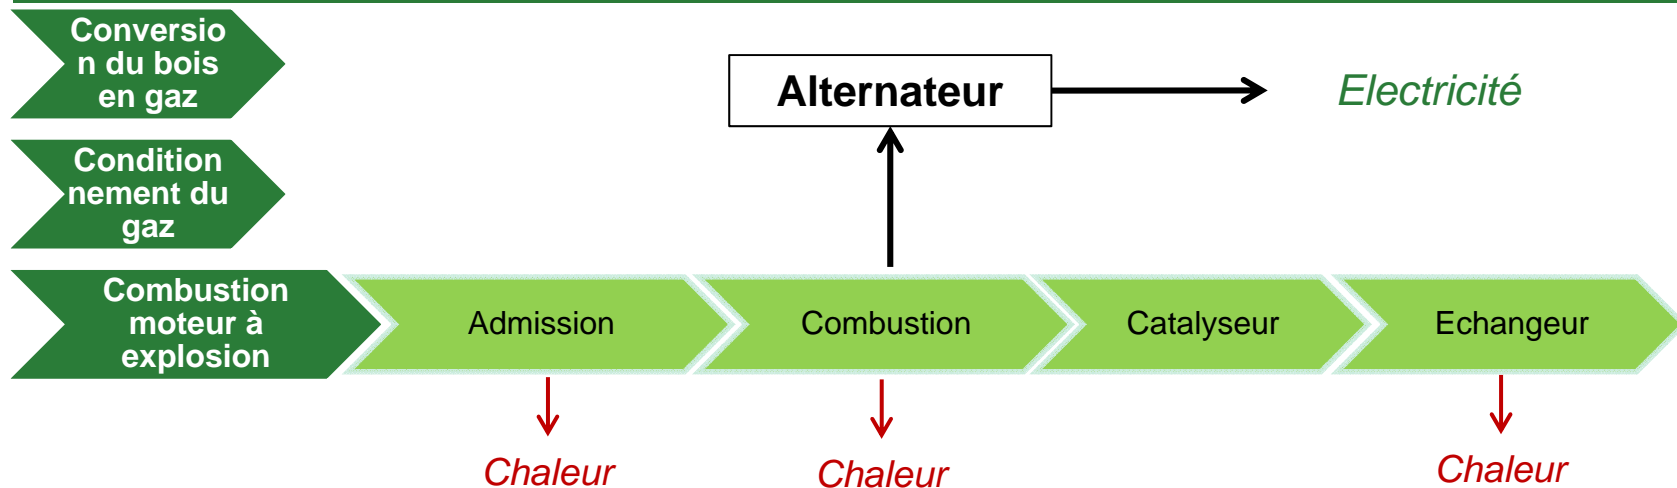 Conversio
n du bois
en gaz
Alternateur
Electricité
Condition
nement du
gaz
Combustion
moteur à
explosion
Admission
Combustion
Catalyseur
Echangeur
Chaleur
Chaleur
Chaleur